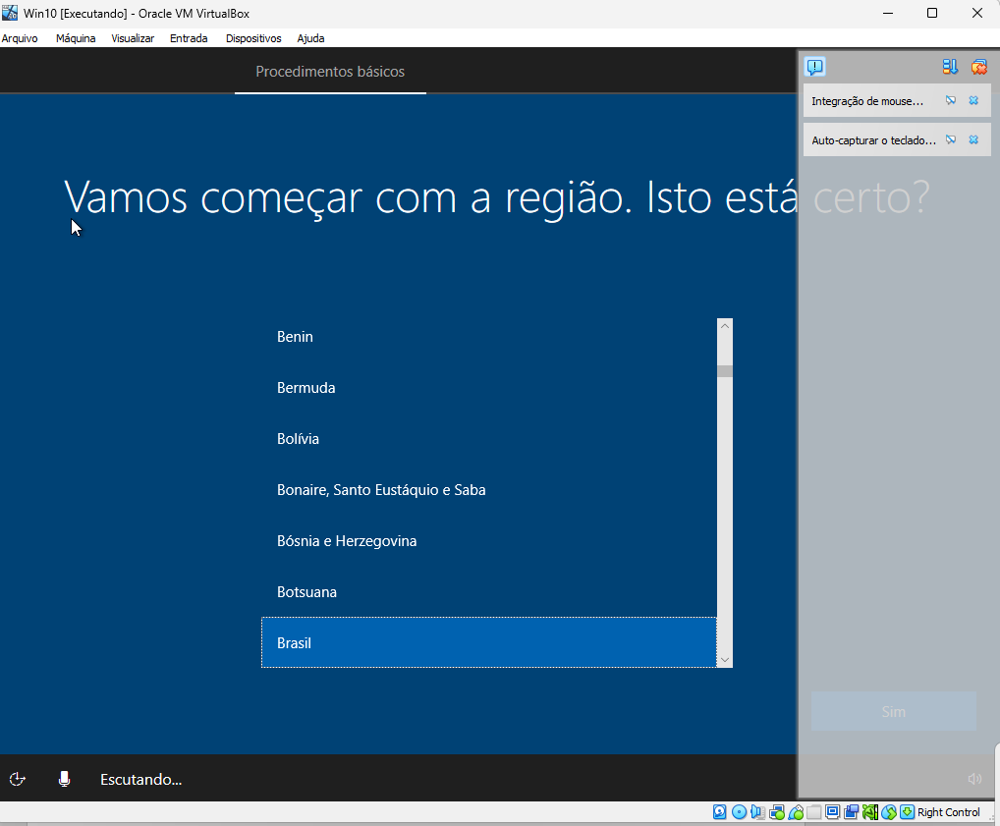 Win10 [Executando] - Oracle VM VirtualBox
Arquivo Máquina Visualizar Entrada Dispositivos Ajuda
Procedimentos básicos
Integração de mouse...
Auto-capturar o teclado...
Vamos começar com a região. Isto está certo?
Benin
Bermuda
Bolívia
Bonaire, Santo Eustáquio e Saba
Bósnia e Herzegovina
Botsuana
Brasil
Sim
Escutando...
Right Control